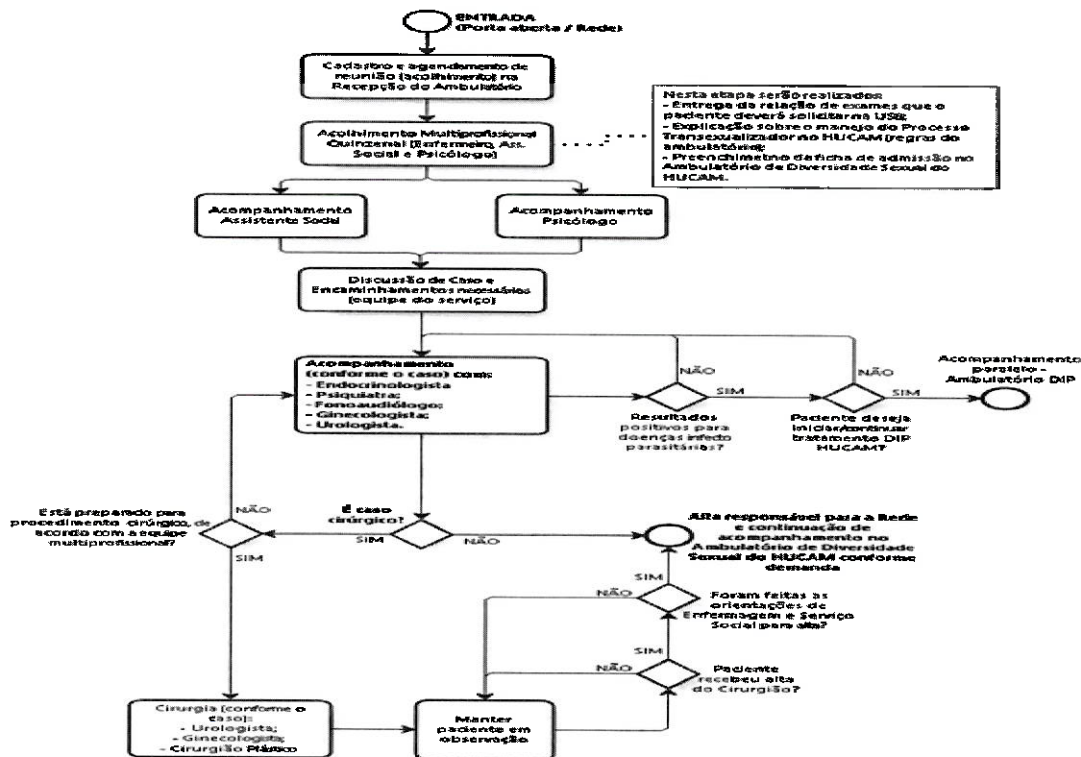 ENTRADA
(Porta aberta / Rede)
Cadastro e agendamento de
reunião (acolhimento) na
Recepção do Ambulatório
Nesta etapa serão realizados:
- Entrega da relação de exames que o
paciente deverá solicitar na USB;
- Explicação sobre o manejo do Processo
Transexualizador no HUCAM (regras do
ambulatório);
- Preenchimetno da ficha de admissão no
Ambulatório de Diversidade Sexual do
HUCAM.
Acolhimento Multiprofissional
Quinzenal (Enfermeiro, Ass.
Social e Psicólogo)
Acompanhamento
Assistente Social
Acompanhamento
Psicólogo
Discussão de Caso e
Encaminhamentos necessários
(equipe do serviço)
Acompanhamento
(conforme o caso) com:
- Endocrinologista
- Psiquiatra;
- Fonoaudiólogo;
- Ginecologista;
- Urologista.
NÃO
SIM
Resultados
positivos para
doenças infecto
parasitárias?
NÃO
SIM
Paciente deseja
iniciar/continuar
tratamento DIP
HUCAM?
Acompanhamento
paralelo -
Ambulatório DIP
Está preparado para
procedimento cirúrgico, de
acordo com a equipe
multiprofissional?
NÃO
SIM
É caso
cirúrgico?
SIM
NÃO
Alta responsável para a Rede
e continuação de
acompanhamento no
Ambulatório de Diversidade
Sexual do HUCAM conforme
demanda
SIM
NÃO
Foram feitas as
orientações de
Enfermagem e Serviço
Social para alta?
SIM
NÃO
Paciente
recebeu alta
do Cirurgião?
Cirurgia (conforme o
caso):
- Urologista;
- Ginecologista;
- Cirurgião Plástico
Manter
paciente em
observação